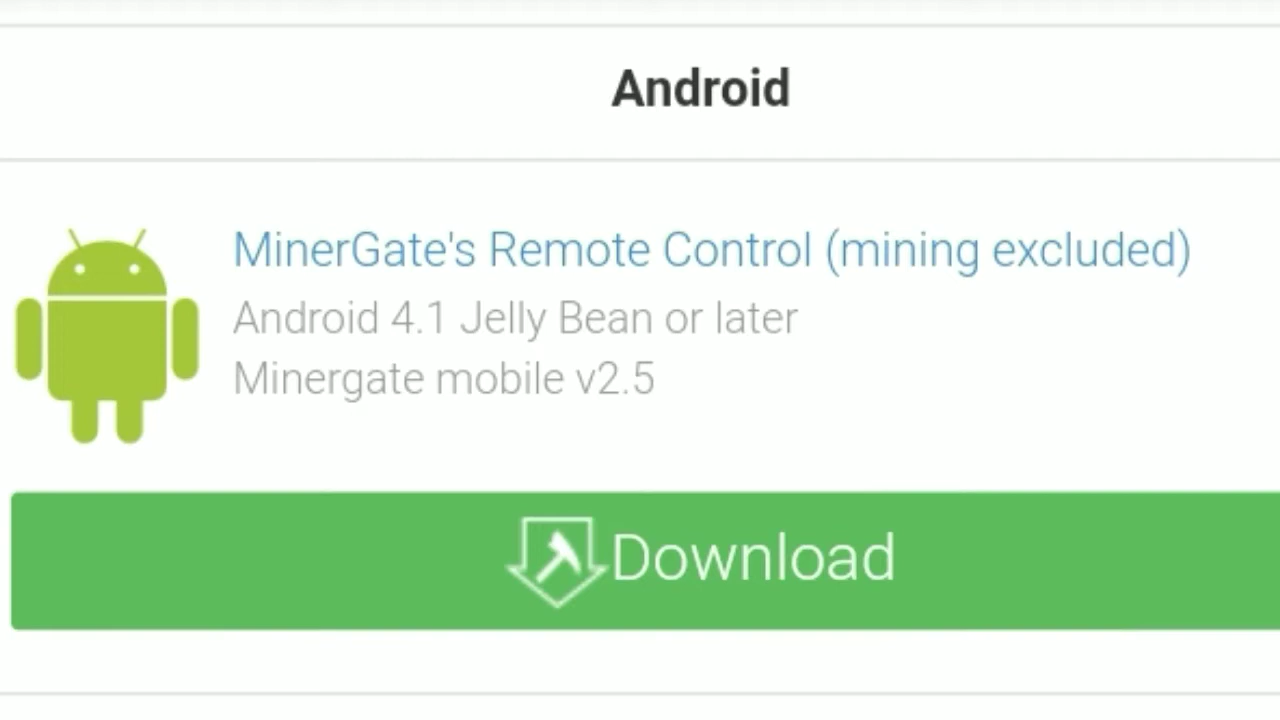 Android
MinerGate's Remote Control (mining excluded)
Android 4.1 Jelly Bean or later
Minergate mobile v2.5
Download